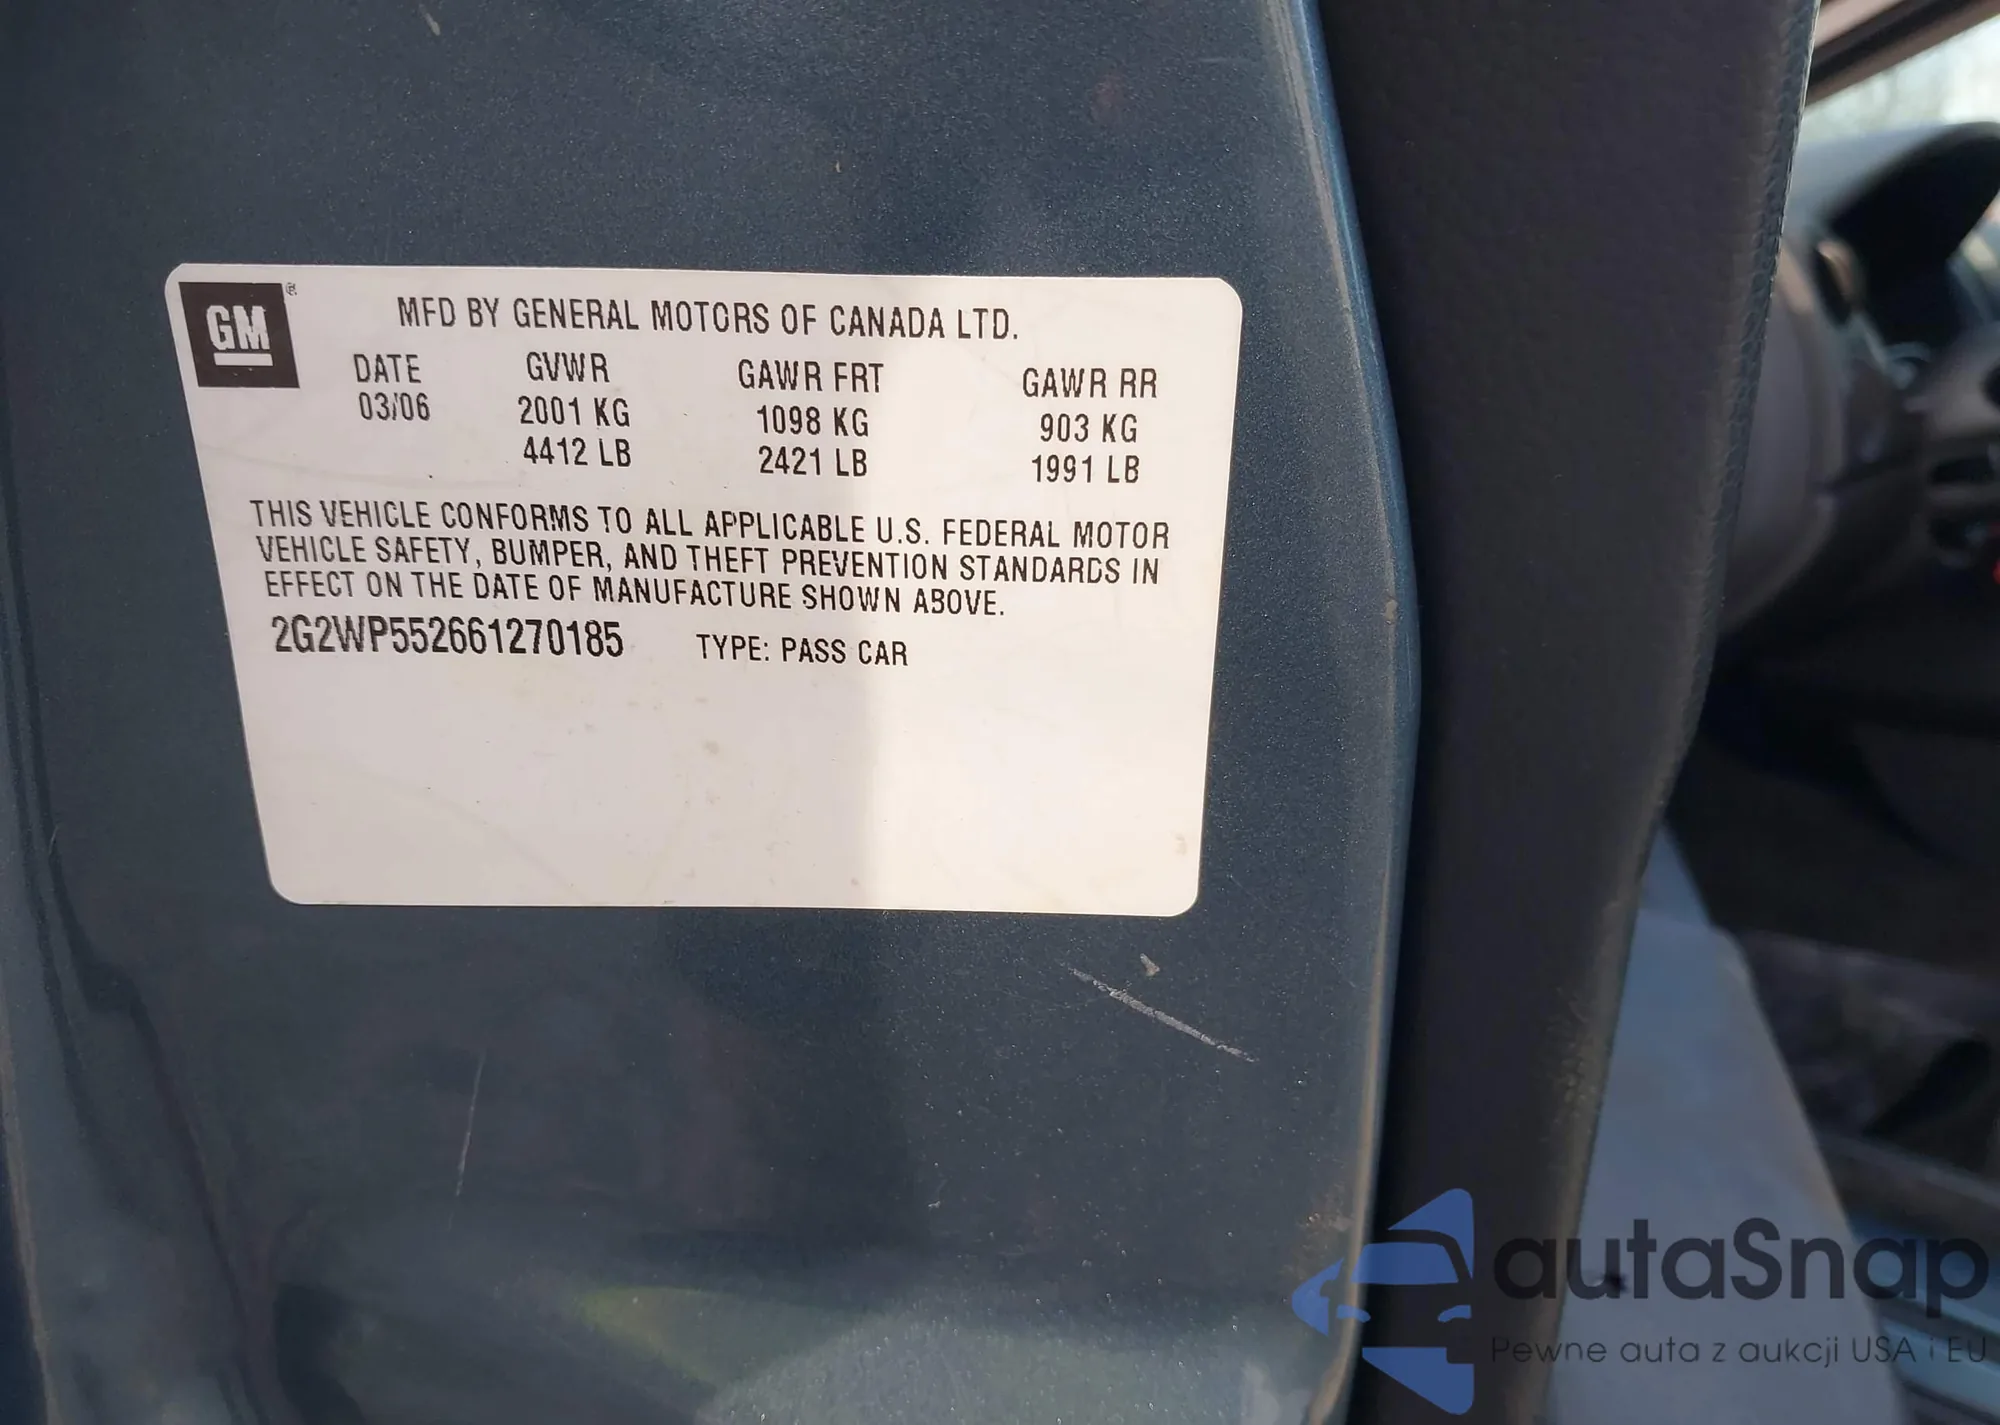 GM ®
MFD BY GENERAL MOTORS OF CANADA LTD.
DATE GVWR GAWR FRT GAWR RR
03/06 2001 KG 1098 KG 903 KG
4412 LB 2421 LB 1991 LB
THIS VEHICLE CONFORMS TO ALL APPLICABLE U.S. FEDERAL MOTOR
VEHICLE SAFETY, BUMPER, AND THEFT PREVENTION STANDARDS IN
EFFECT ON THE DATE OF MANUFACTURE SHOWN ABOVE.
2G2WP552661270185 TYPE: PASS CAR
autaSnap
Pewne auta z aukcji USA i EU